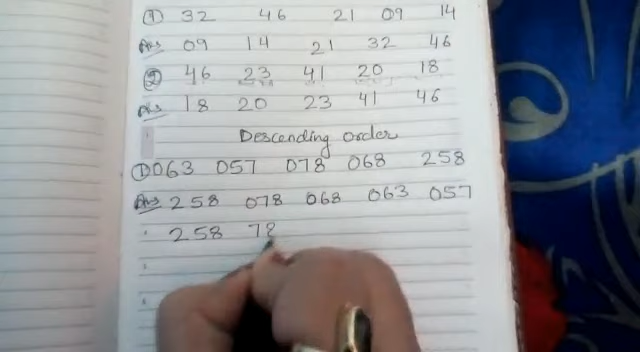 ① 32 46 21 09 14
Ans 09 14 21 32 46
② 46 23 41 20 18
Ans 18 20 23 41 46
Descending order
① 063 057 078 068 258
Ans 258 078 068 063 057
258 78